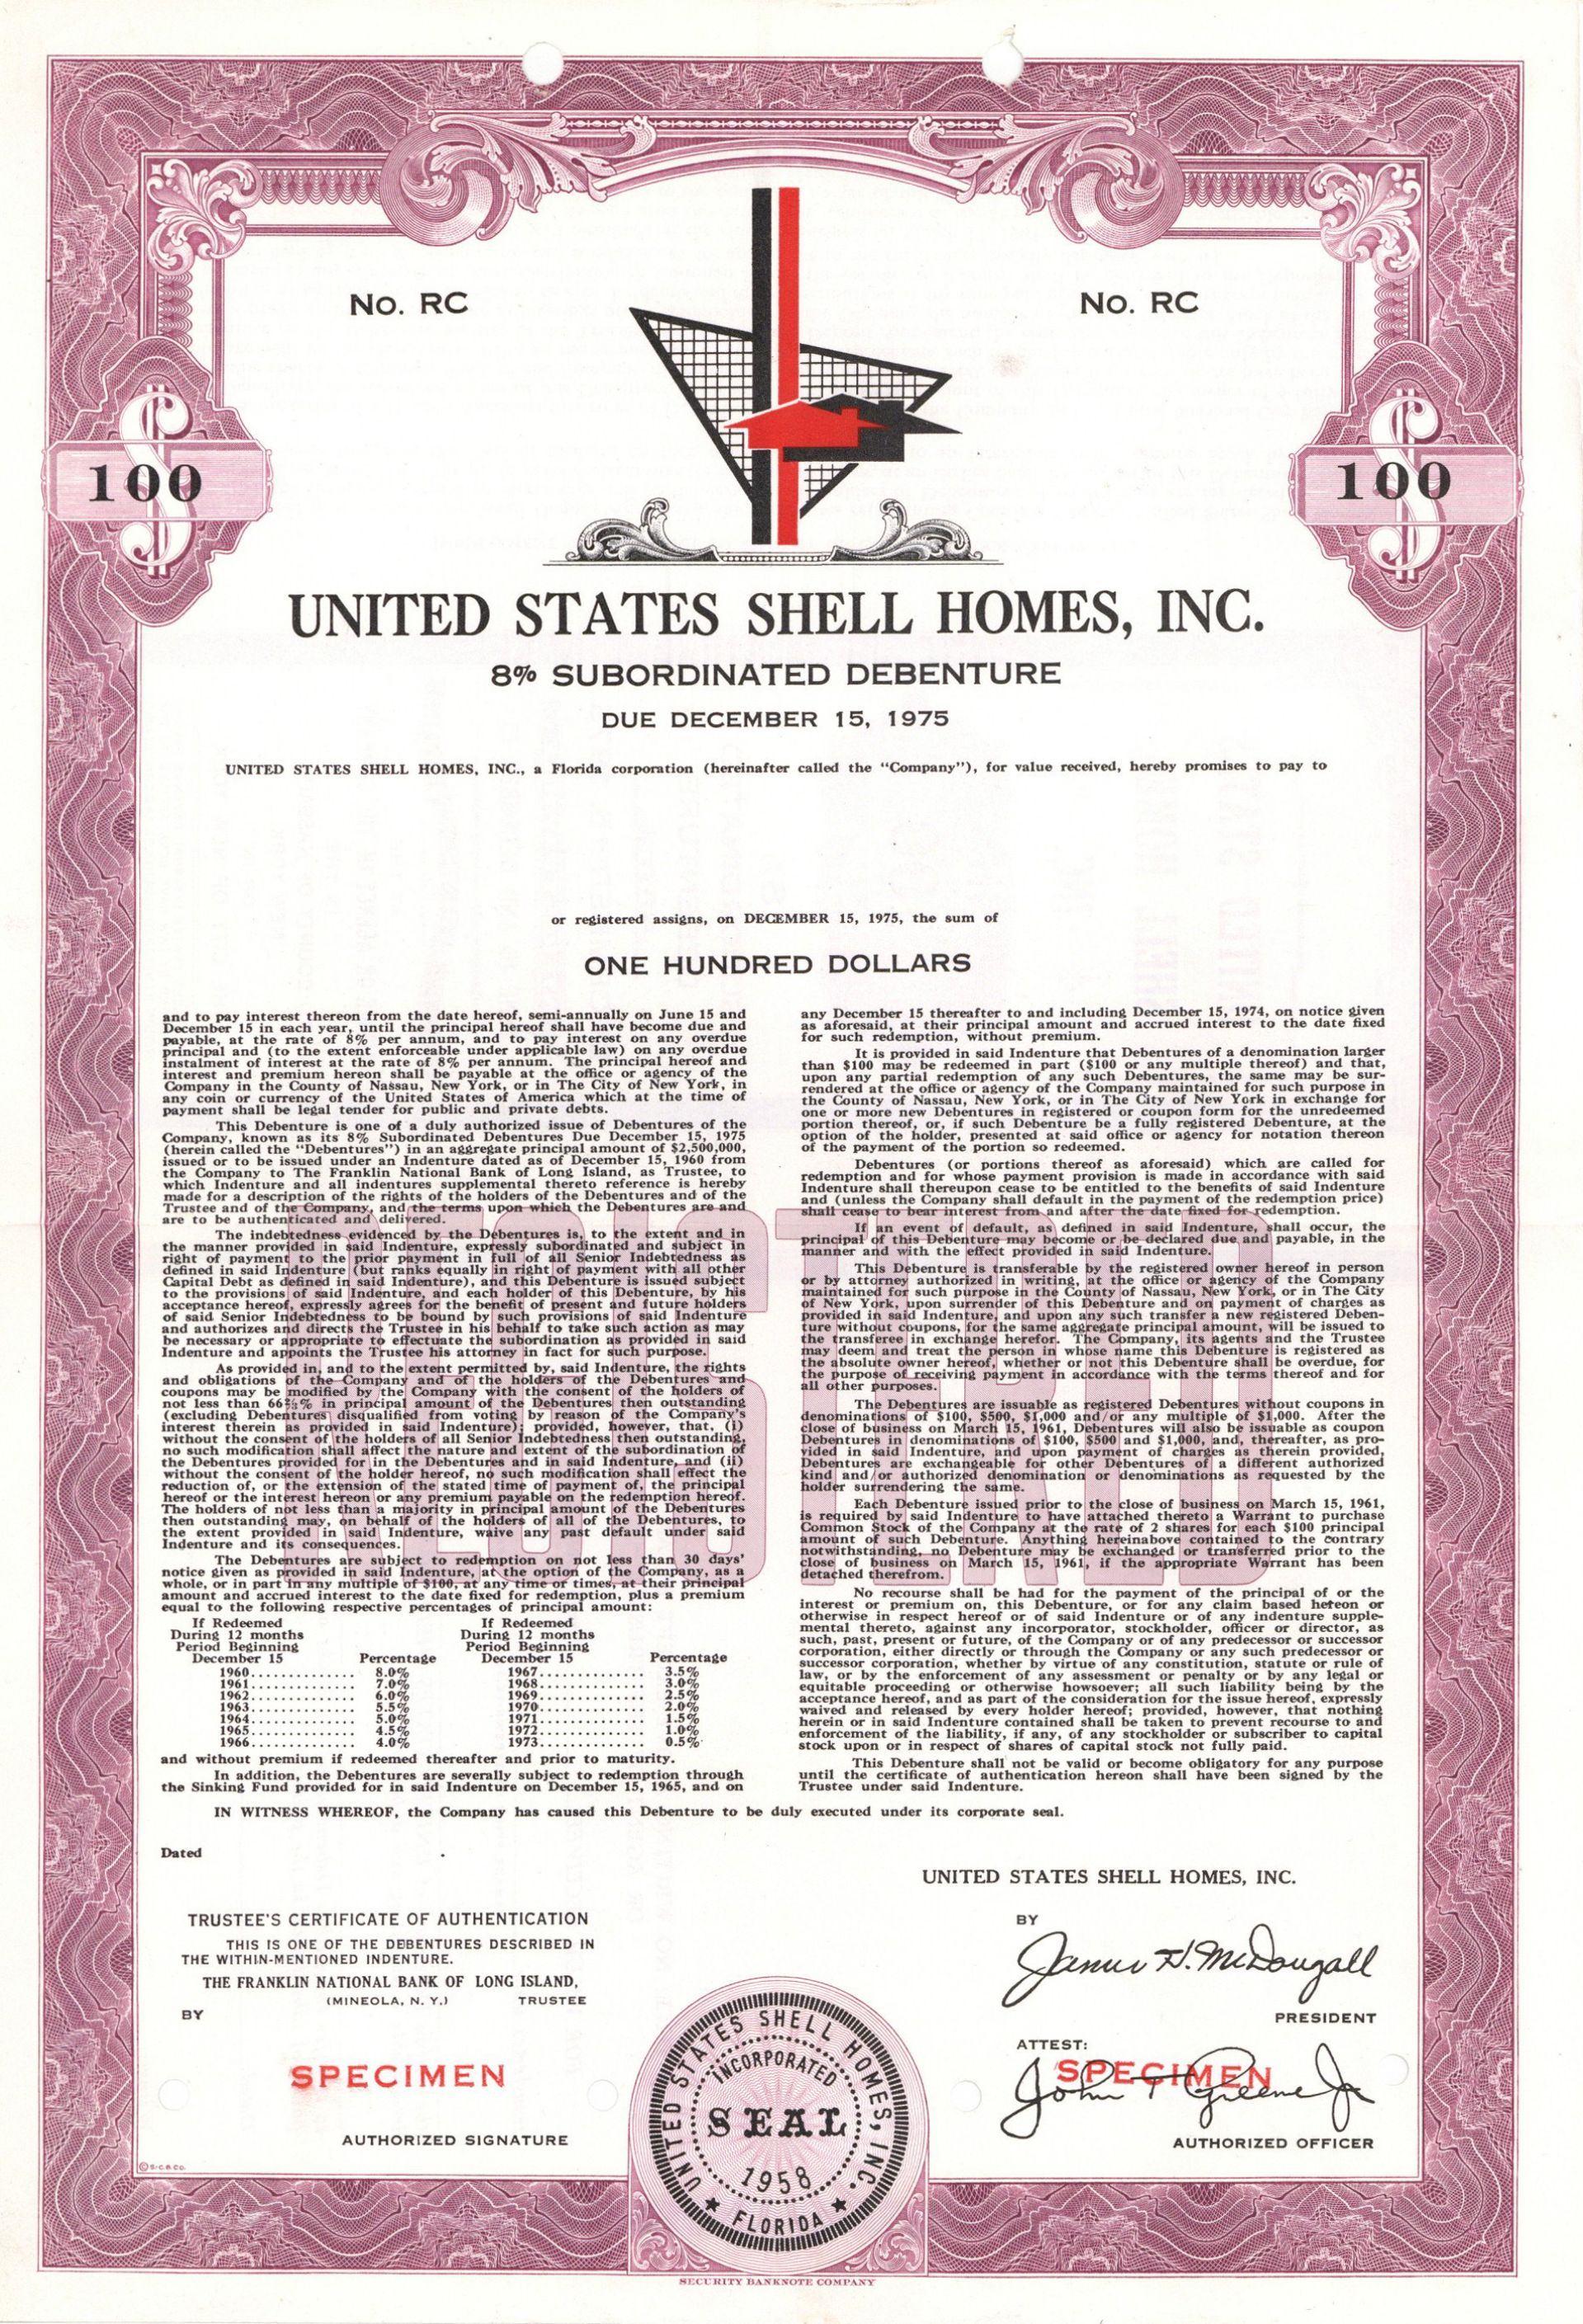 No. RC
No. RC
$
100
$
100
UNITED STATES SHELL HOMES, INC.
8% SUBORDINATED DEBENTURE
DUE DECEMBER 15, 1975
UNITED STATES SHELL HOMES, INC., a Florida corporation (hereinafter called the “Company”), for value received, hereby promises to pay to
or registered assigns, on DECEMBER 15, 1975, the sum of
ONE HUNDRED DOLLARS
REGISTERED
and to pay interest thereon from the date hereof, semi-annually on June 15 and
December 15 in each year, until the principal hereof shall have become due and
payable, at the rate of 8% per annum, and to pay interest on any overdue
principal and (to the extent enforceable under applicable law) on any overdue
instalment of interest at the rate of 8% per annum. The principal hereof and
interest and premium hereon shall be payable at the office or agency of the
Company in the County of Nassau, New York, or in The City of New York, in
any coin or currency of the United States of America which at the time of
payment shall be legal tender for public and private debts.
This Debenture is one of a duly authorized issue of Debentures of the
Company, known as its 8% Subordinated Debentures Due December 15, 1975
(herein called the “Debentures”) in an aggregate principal amount of $2,500,000,
issued or to be issued under an Indenture dated as of December 15, 1960 from
the Company to The Franklin National Bank of Long Island, as Trustee, to
which Indenture and all indentures supplemental thereto reference is hereby
made for a description of the rights of the holders of the Debentures and of the
Trustee and of the Company, and the terms upon which the Debentures are and
are to be authenticated and delivered.
The indebtedness evidenced by the Debentures is, to the extent and in
the manner provided in said Indenture, expressly subordinated and subject in
right of payment to the prior payment in full of all Senior Indebtedness as
defined in said Indenture (but ranks equally in right of payment with all other
Capital Debt as defined in said Indenture), and this Debenture is issued subject
to the provisions of said Indenture, and each holder of this Debenture, by his
acceptance hereof, expressly agrees for the benefit of present and future holders
of said Senior Indebtedness to be bound by such provisions of said Indenture
and authorizes and directs the Trustee in his behalf to take such action as may
be necessary or appropriate to effectuate the subordination as provided in said
Indenture and appoints the Trustee his attorney in fact for such purpose.
As provided in, and to the extent permitted by, said Indenture, the rights
and obligations of the Company and of the holders of the Debentures and
coupons may be modified by the Company with the consent of the holders of
not less than 66⅔% in principal amount of the Debentures then outstanding
(excluding Debentures disqualified from voting by reason of the Company’s
interest therein as provided in said Indenture); provided, however, that, (i)
without the consent of the holders of all Senior Indebtedness then outstanding,
no such modification shall affect the nature and extent of the subordination of
the Debentures provided for in the Debentures and in said Indenture, and (ii)
without the consent of the holder hereof, no such modification shall effect the
reduction of, or the extension of the stated time of payment of, the principal
hereof or the interest hereon or any premium payable on the redemption hereof.
The holders of not less than a majority in principal amount of the Debentures
then outstanding may, on behalf of the holders of all of the Debentures, to
the extent provided in said Indenture, waive any past default under said
Indenture and its consequences.
The Debentures are subject to redemption on not less than 30 days’
notice given as provided in said Indenture, at the option of the Company, as a
whole, or in part in any multiple of $100, at any time or times, at their principal
amount and accrued interest to the date fixed for redemption, plus a premium
equal to the following respective percentages of principal amount:
If Redeemed If Redeemed
During 12 months During 12 months
Period Beginning Period Beginning
December 15 Percentage December 15 Percentage
1960.............. 8.0% 1967.............. 3.5%
1961.............. 7.0% 1968.............. 3.0%
1962.............. 6.0% 1969.............. 2.5%
1963.............. 5.5% 1970.............. 2.0%
1964.............. 5.0% 1971.............. 1.5%
1965.............. 4.5% 1972.............. 1.0%
1966.............. 4.0% 1973.............. 0.5%
and without premium if redeemed thereafter and prior to maturity.
In addition, the Debentures are severally subject to redemption through
the Sinking Fund provided for in said Indenture on December 15, 1965, and on
any December 15 thereafter to and including December 15, 1974, on notice given
as aforesaid, at their principal amount and accrued interest to the date fixed
for such redemption, without premium.
It is provided in said Indenture that Debentures of a denomination larger
than $100 may be redeemed in part ($100 or any multiple thereof) and that,
upon any partial redemption of any such Debentures, the same may be sur-
rendered at the office or agency of the Company maintained for such purpose in
the County of Nassau, New York, or in The City of New York in exchange for
one or more new Debentures in registered or coupon form for the unredeemed
portion thereof, or, if such Debenture be a fully registered Debenture, at the
option of the holder, presented at said office or agency for notation thereon
of the payment of the portion so redeemed.
Debentures (or portions thereof as aforesaid) which are called for
redemption and for whose payment provision is made in accordance with said
Indenture shall thereupon cease to be entitled to the benefits of said Indenture
and (unless the Company shall default in the payment of the redemption price)
shall cease to bear interest from and after the date fixed for redemption.
If an event of default, as defined in said Indenture, shall occur, the
principal of this Debenture may become or be declared due and payable, in the
manner and with the effect provided in said Indenture.
This Debenture is transferable by the registered owner hereof in person
or by attorney authorized in writing, at the office or agency of the Company
maintained for such purpose in the County of Nassau, New York, or in The City
of New York, upon surrender of this Debenture and on payment of charges as
provided in said Indenture, and upon any such transfer a new registered Deben-
ture without coupons, for the same aggregate principal amount, will be issued to
the transferee in exchange herefor. The Company, its agents and the Trustee
may deem and treat the person in whose name this Debenture is registered as
the absolute owner hereof, whether or not this Debenture shall be overdue, for
the purpose of receiving payment in accordance with the terms thereof and for
all other purposes.
The Debentures are issuable as registered Debentures without coupons in
denominations of $100, $500, $1,000 and/or any multiple of $1,000. After the
close of business on March 15, 1961, Debentures will also be issuable as coupon
Debentures in denominations of $100, $500 and $1,000, and, thereafter, as pro-
vided in said Indenture, and upon payment of charges as therein provided,
Debentures are exchangeable for other Debentures of a different authorized
kind and/or authorized denomination or denominations as requested by the
holder surrendering the same.
Each Debenture issued prior to the close of business on March 15, 1961,
is required by said Indenture to have attached thereto a Warrant to purchase
Common Stock of the Company at the rate of 2 shares for each $100 principal
amount of such Debenture. Anything hereinabove contained to the contrary
notwithstanding, no Debenture may be exchanged or transferred prior to the
close of business on March 15, 1961, if the appropriate Warrant has been
detached therefrom.
No recourse shall be had for the payment of the principal of or the
interest or premium on, this Debenture, or for any claim based hereon or
otherwise in respect hereof or of said Indenture or of any indenture supple-
mental thereto, against any incorporator, stockholder, officer or director, as
such, past, present or future, of the Company or of any predecessor or successor
corporation, either directly or through the Company or any such predecessor or
successor corporation, whether by virtue of any constitution, statute or rule of
law, or by the enforcement of any assessment or penalty or by any legal or
equitable proceeding or otherwise howsoever; all such liability being by the
acceptance hereof, and as part of the consideration for the issue hereof, expressly
waived and released by every holder hereof; provided, however, that nothing
herein or in said Indenture contained shall be taken to prevent recourse to and
enforcement of the liability, if any, of any stockholder or subscriber to capital
stock upon or in respect of shares of capital stock not fully paid.
This Debenture shall not be valid or become obligatory for any purpose
until the certificate of authentication hereon shall have been signed by the
Trustee under said Indenture.
IN WITNESS WHEREOF, the Company has caused this Debenture to be duly executed under its corporate seal.
Dated
UNITED STATES SHELL HOMES, INC.
TRUSTEE'S CERTIFICATE OF AUTHENTICATION
THIS IS ONE OF THE DEBENTURES DESCRIBED IN
THE WITHIN-MENTIONED INDENTURE.
THE FRANKLIN NATIONAL BANK OF LONG ISLAND,
(MINEOLA, N. Y.) TRUSTEE
BY
SPECIMEN
AUTHORIZED SIGNATURE
BY
James H. McDougall
PRESIDENT
ATTEST:
SPECIMEN
John T Greene Jr
AUTHORIZED OFFICER
UNITED STATES SHELL HOMES, INC.
INCORPORATED
SEAL
1958
★ FLORIDA ★
© S.C.B.CO.
SECURITY BANKNOTE COMPANY